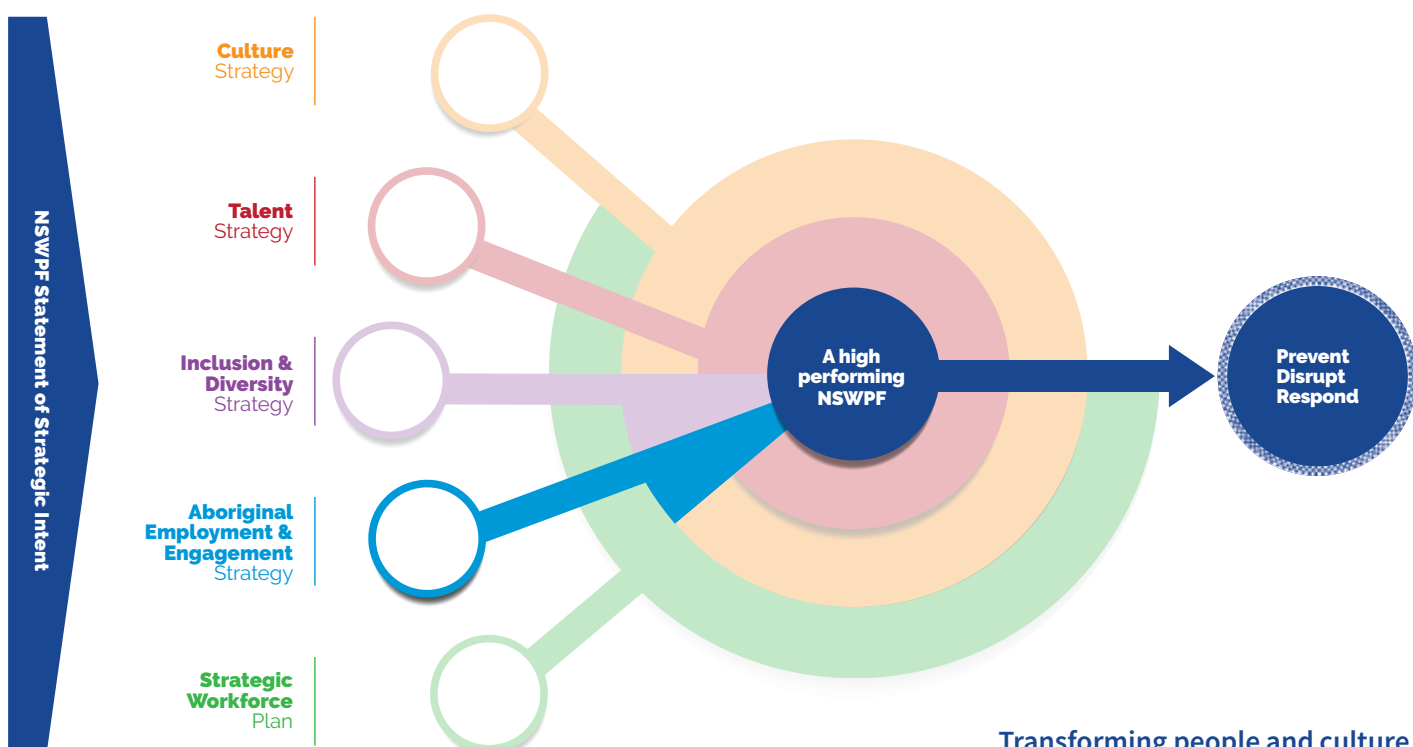 NSWPF Statement of Strategic Intent
Culture
Strategy
Talent
Strategy
Inclusion &
Diversity
Strategy
Aboriginal
Employment &
Engagement
Strategy
Strategic
Workforce
Plan
A high
performing
NSWPF
Prevent
Disrupt
Respond
Transforming people and culture